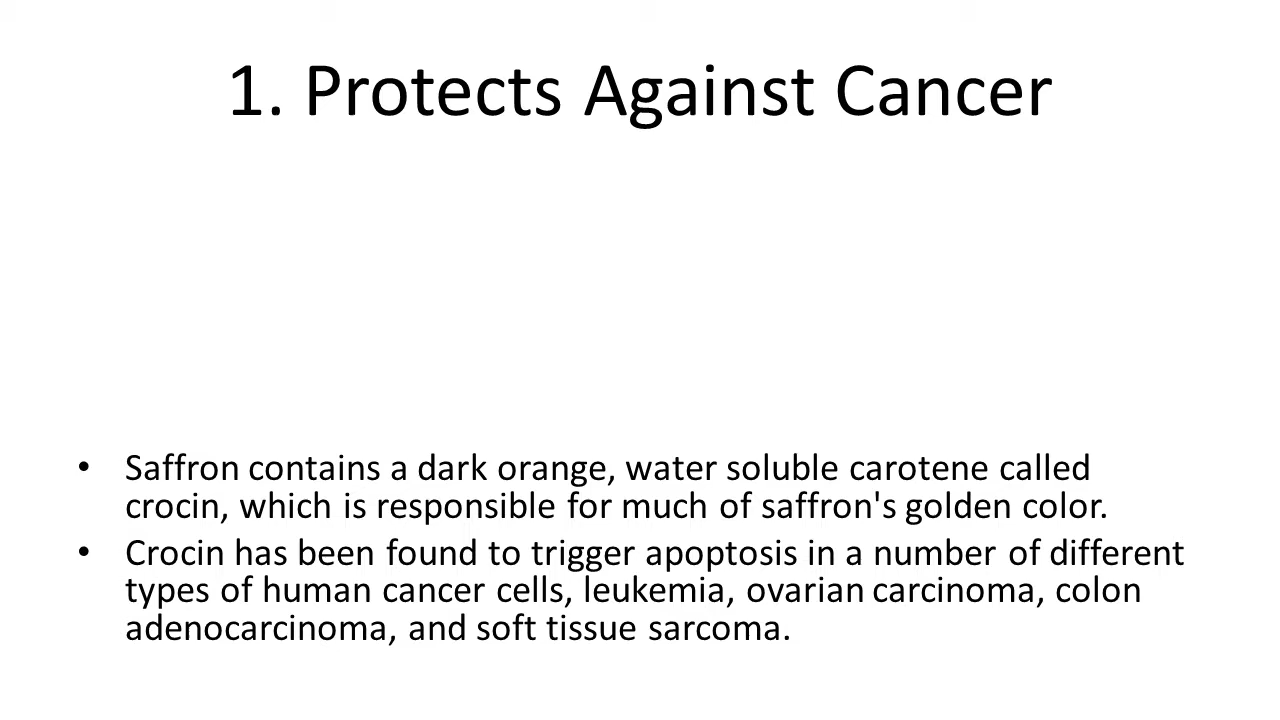 1. Protects Against Cancer
• Saffron contains a dark orange, water soluble carotene called
crocin, which is responsible for much of saffron's golden color.
• Crocin has been found to trigger apoptosis in a number of different
types of human cancer cells, leukemia, ovarian carcinoma, colon
adenocarcinoma, and soft tissue sarcoma.